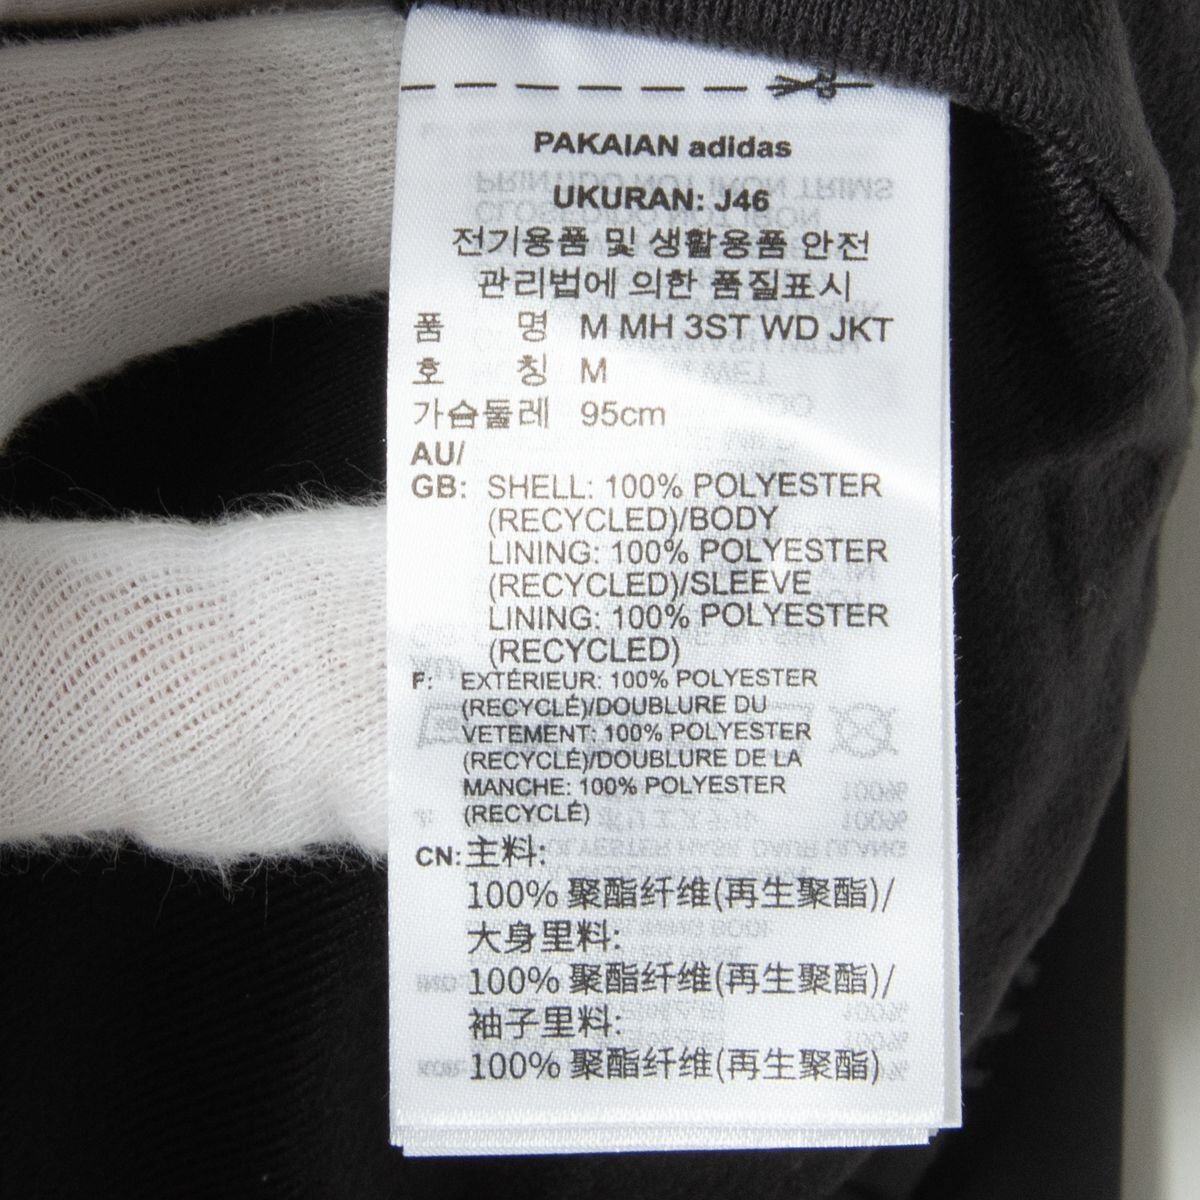 PAKAIAN adidas
UKURAN: J46
전기용품 및 생활용품 안전
관리법에 의한 품질표시
품 명 M MH 3ST WD JKT
호 칭 M
가슴둘레 95cm
AU/
GB: SHELL: 100% POLYESTER
(RECYCLED)/BODY
LINING: 100% POLYESTER
(RECYCLED)/SLEEVE
LINING: 100% POLYESTER
(RECYCLED)
F: EXTÉRIEUR: 100% POLYESTER
(RECYCLÉ)/DOUBLURE DU
VETEMENT: 100% POLYESTER
(RECYCLÉ)/DOUBLURE DE LA
MANCHE: 100% POLYESTER
(RECYCLÉ)
CN: 主料:
100% 聚酯纤维(再生聚酯)/
大身里料:
100% 聚酯纤维(再生聚酯)/
袖子里料:
100% 聚酯纤维(再生聚酯)